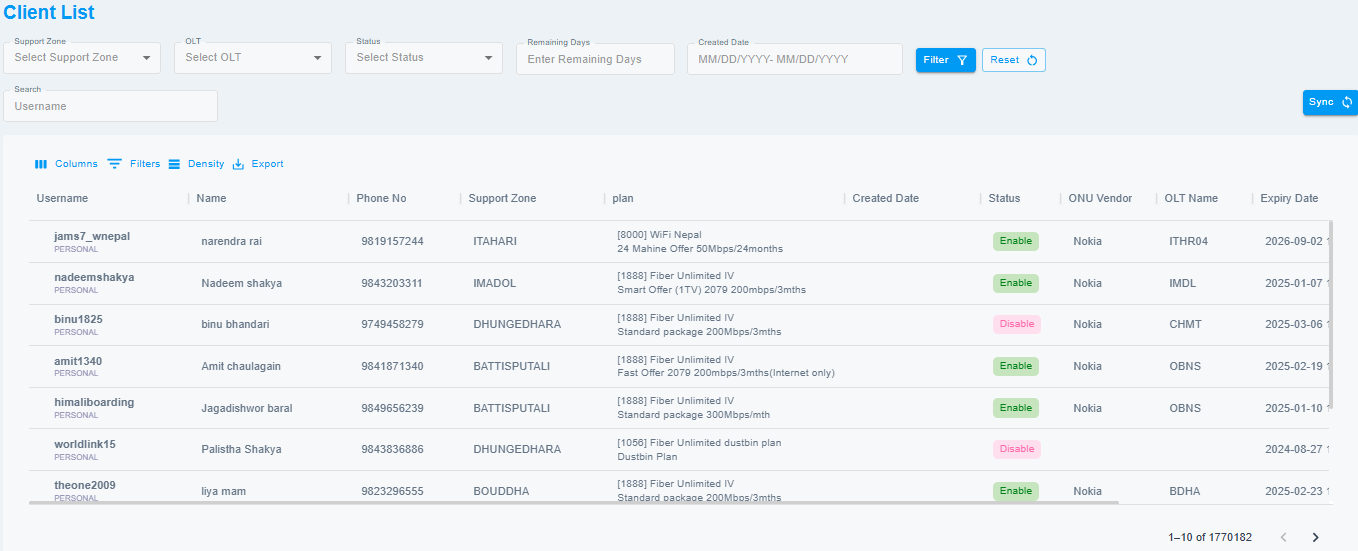 Client List
Support Zone OLT Status Remaining Days Created Date
Select Support Zone Select OLT Select Status Enter Remaining Days MM/DD/YYYY- MM/DD/YYYY Filter Reset
Search
Username Sync
Columns Filters Density Export
Username Name Phone No Support Zone plan Created Date Status ONU Vendor OLT Name Expiry Date
jams7_wnepal narendra rai 9819157244 ITAHARI [8000] WiFi Nepal Enable Nokia ITHR04 2026-09-02 1
PERSONAL 24 Mahine Offer 50Mbps/24months
nadeemshakya Nadeem shakya 9843203311 IMADOL [1888] Fiber Unlimited IV Enable Nokia IMDL 2025-01-07 1
PERSONAL Smart Offer (1TV) 2079 200mbps/3mths
binu1825 binu bhandari 9749458279 DHUNGEDHARA [1888] Fiber Unlimited IV Disable Nokia CHMT 2025-03-06 1
PERSONAL Standard package 200Mbps/3mths
amit1340 Amit chaulagain 9841871340 BATTISPUTALI [1888] Fiber Unlimited IV Enable Nokia OBNS 2025-02-19 1
PERSONAL Fast Offer 2079 200mbps/3mths(Internet only)
himaliboarding Jagadishwor baral 9849656239 BATTISPUTALI [1888] Fiber Unlimited IV Enable Nokia OBNS 2025-01-10 1
PERSONAL Standard package 300Mbps/mth
worldlink15 Palistha Shakya 9843836886 DHUNGEDHARA [1056] Fiber Unlimited dustbin plan Disable 2024-08-27 1
PERSONAL Dustbin Plan
theone2009 liya mam 9823296555 BOUDDHA [1888] Fiber Unlimited IV Enable Nokia BDHA 2025-02-23 1
PERSONAL Standard package 200Mbps/3mths
1–10 of 1770182